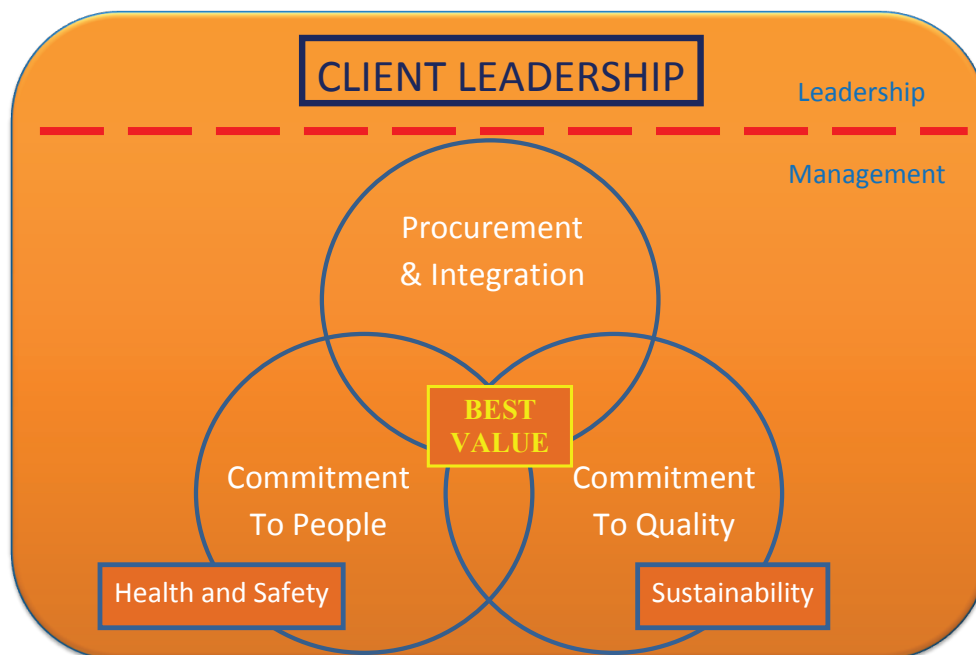 CLIENT LEADERSHIP
Leadership
Management
Procurement
& Integration
BEST
VALUE
Commitment
To People
Commitment
To Quality
Health and Safety
Sustainability